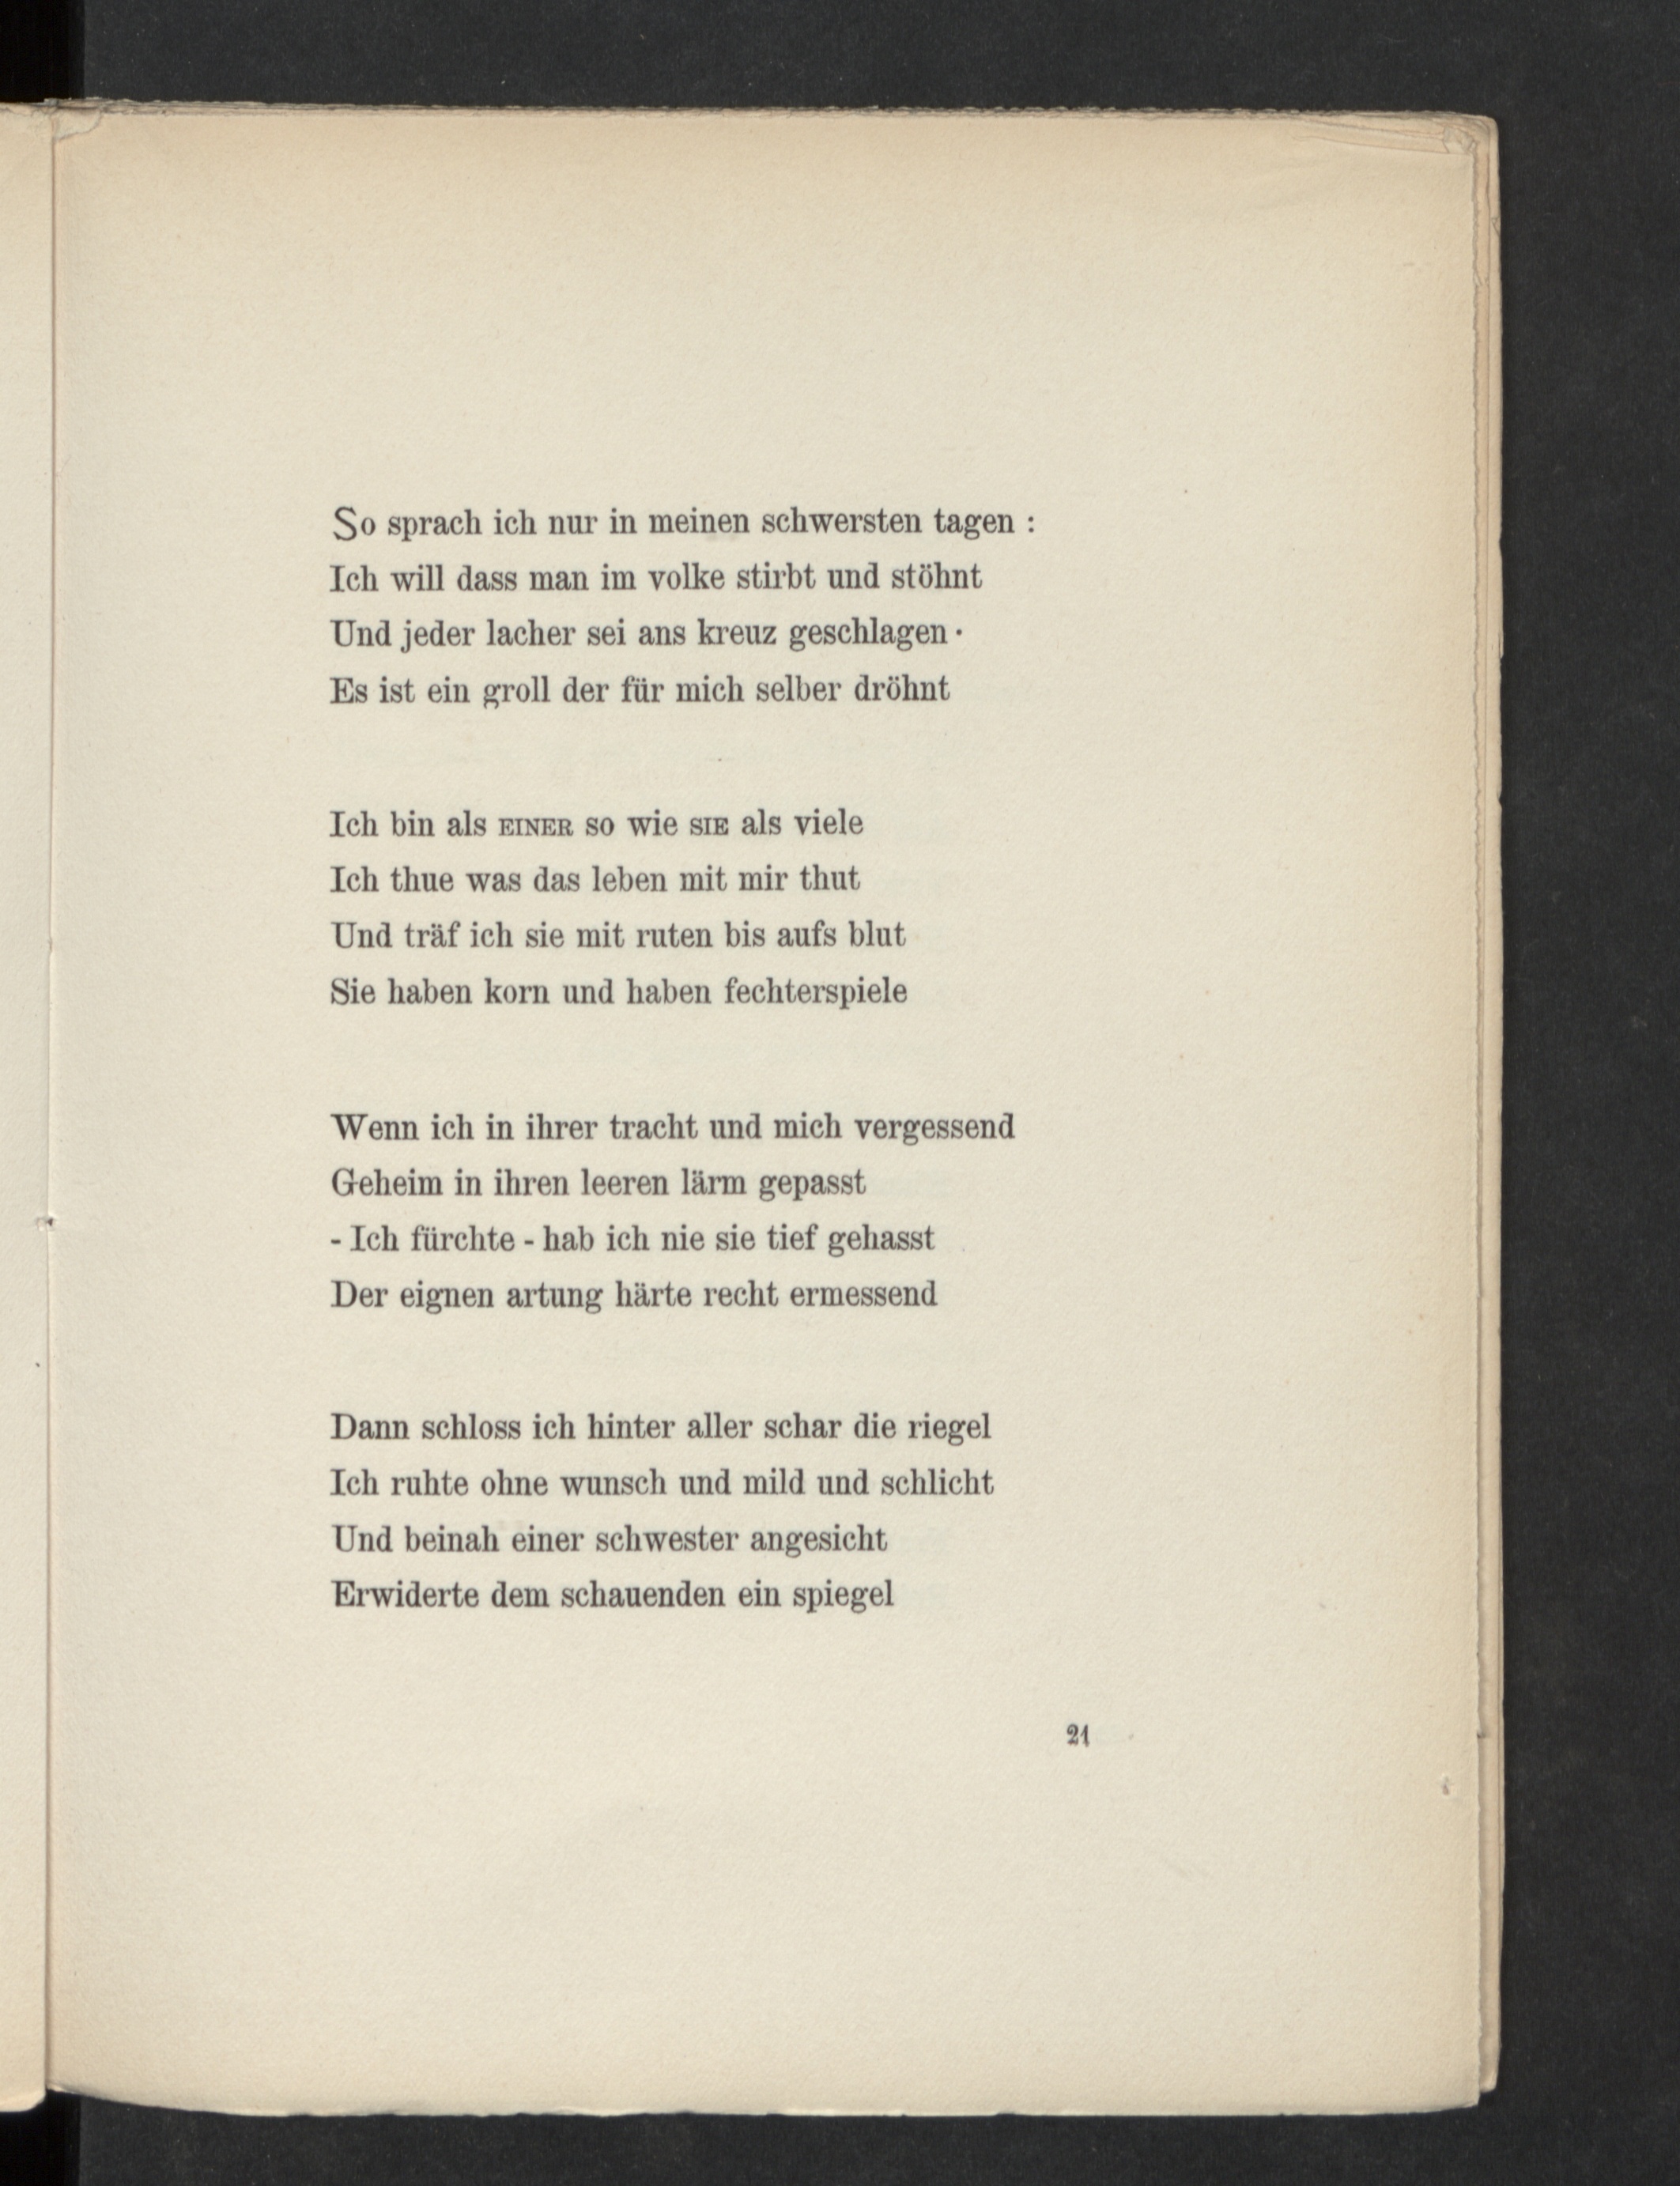 So sprach ich nur in meinen schwersten tagen :
Ich will dass man im volke stirbt und stöhnt
Und jeder lacher sei ans kreuz geschlagen ·
Es ist ein groll der für mich selber dröhnt
Ich bin als EINER so wie SIE als viele
Ich thue was das leben mit mir thut
Und träf ich sie mit ruten bis aufs blut
Sie haben korn und haben fechterspiele
Wenn ich in ihrer tracht und mich vergessend
Geheim in ihren leeren lärm gepasst
- Ich fürchte - hab ich nie sie tief gehasst
Der eignen artung härte recht ermessend
Dann schloss ich hinter aller schar die riegel
Ich ruhte ohne wunsch und mild und schlicht
Und beinah einer schwester angesicht
Erwiderte dem schauenden ein spiegel
21